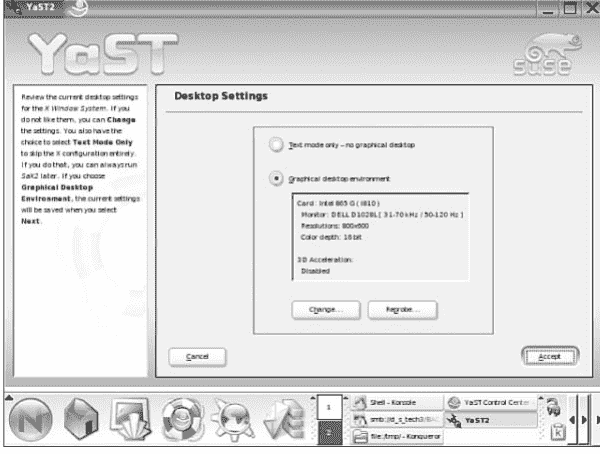 YaST2
YaST
suse
Review the current desktop settings
for the X Window System. If you
do not like them, you can Change
the settings. You also have the
choice to select Text Mode Only
to skip the X configuration entirely.
If you do that, you can always run
SaX2 later. If you choose
Graphical Desktop
Environment, the current settings
will be saved when you select
Next.
Desktop Settings
Text mode only – no graphical desktop
Graphical desktop environment
Card: Intel 865 G (i810)
Monitor: DELL D1028L [ 31-70 kHz / 50-120 Hz ]
Resolutions: 800x600
Color depth: 16 bit
3D Acceleration:
Disabled
Change...
Reprobe...
Cancel
Accept
N
1
2
Shell - Konsole
YaST Control Center
smb://d_s_tech3/BAC
YaST2
file:/tmp/ - Konqueror